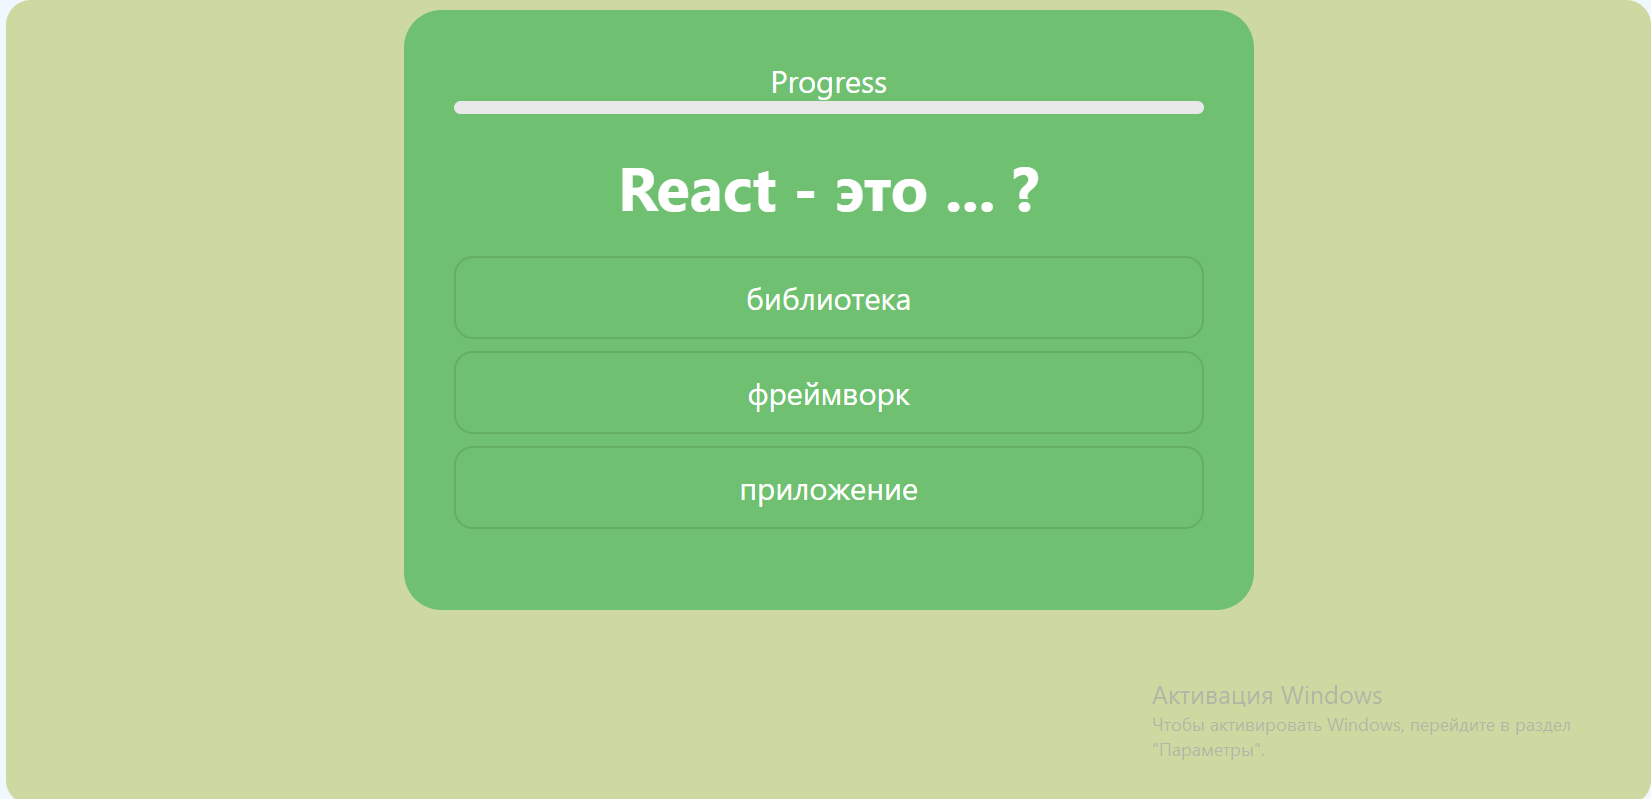 Progress
React - это ... ?
библиотека
фреймворк
приложение
Активация Windows
Чтобы активировать Windows, перейдите в раздел
"Параметры".